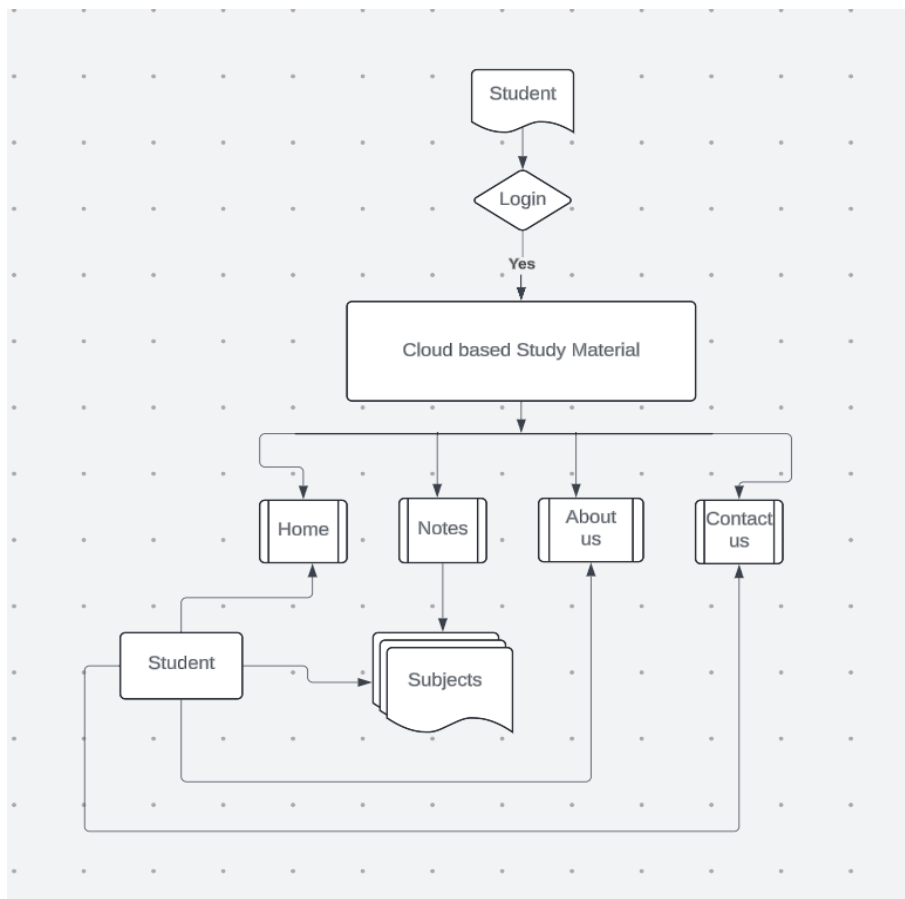 Student
Login
Yes
Cloud based Study Material
Home
Notes
About
us
Contact
us
Student
Subjects